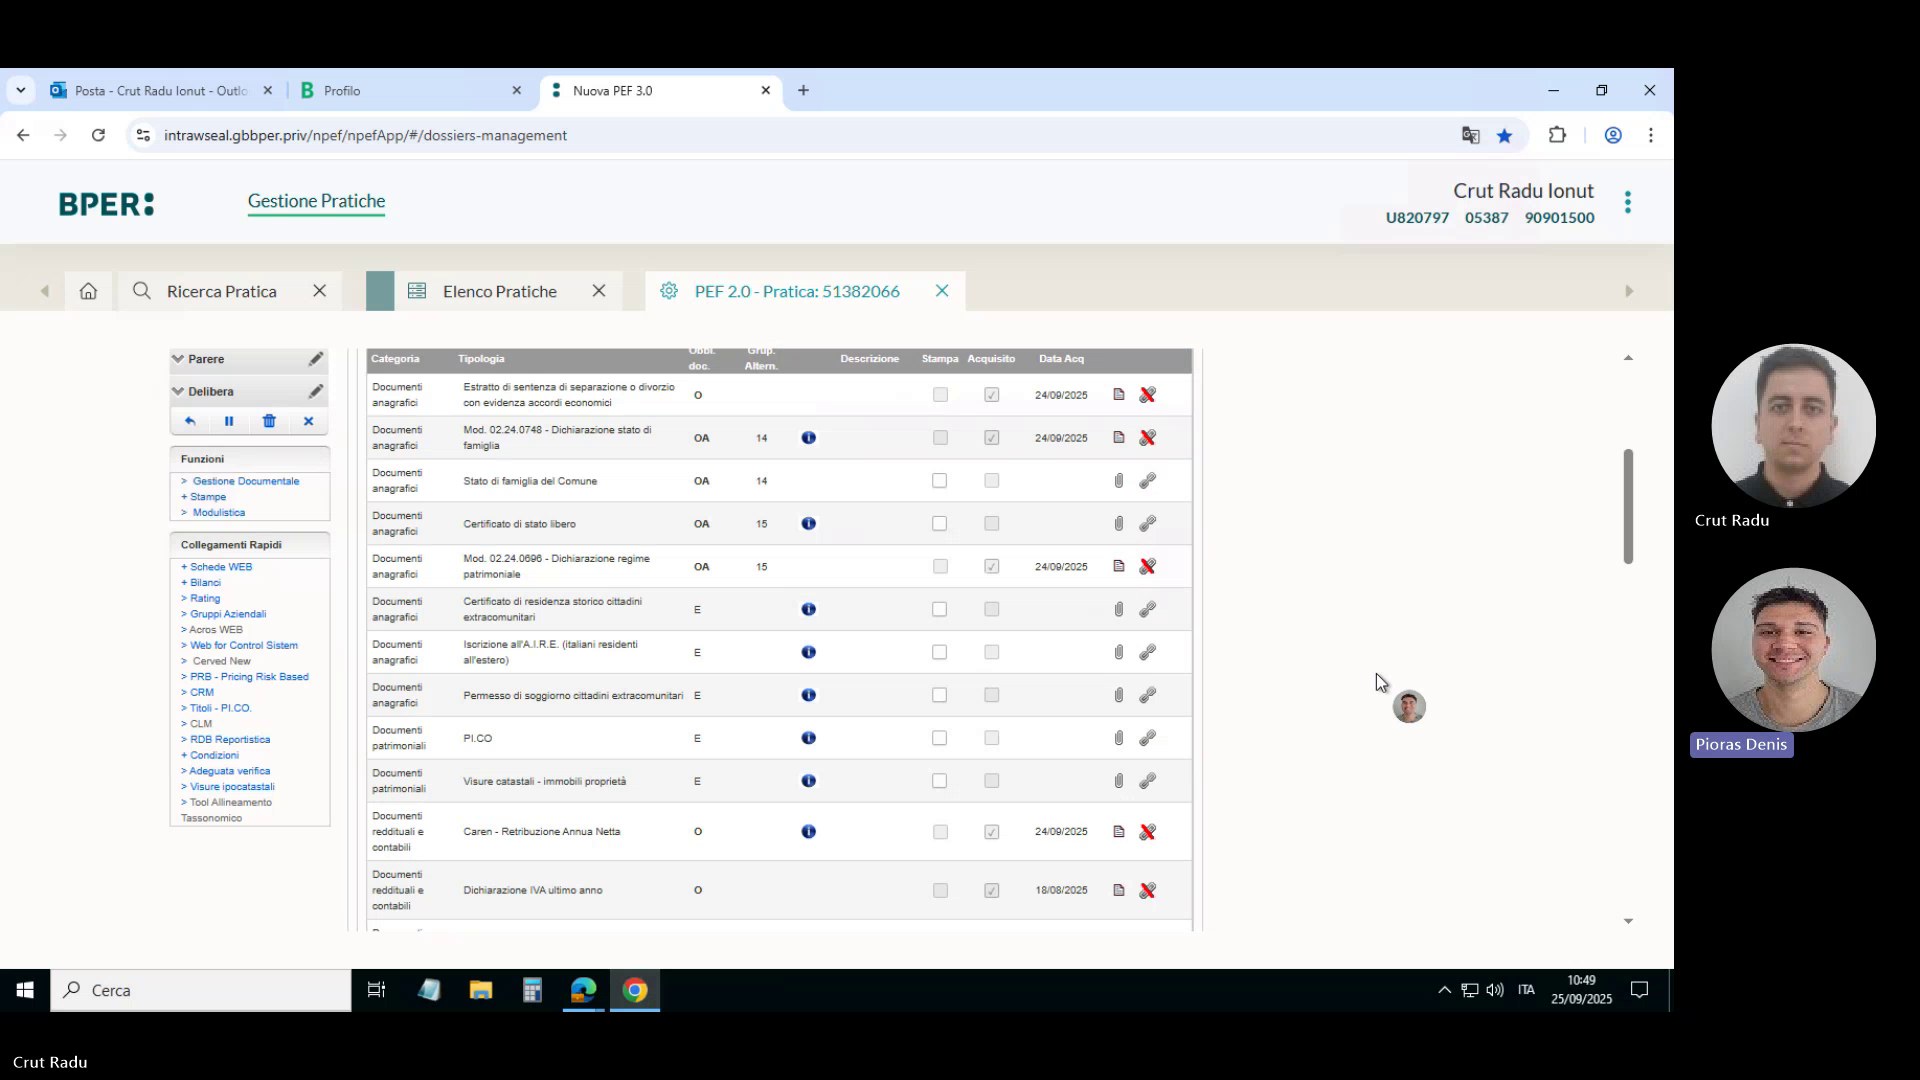 Posta - Crut Radu Ionut - Outlo
Profilo
Nuova PEF 3.0
intrawseal.gbbper.priv/npef/npefApp/#/dossiers-management
BPER:
Gestione Pratiche
Crut Radu Ionut
U820797 05387 90901500
Ricerca Pratica
Elenco Pratiche
PEF 2.0 - Pratica: 51382066
Parere
Delibera
Funzioni
> Gestione Documentale
+ Stampe
> Modulistica
Collegamenti Rapidi
+ Schede WEB
+ Bilanci
> Rating
> Gruppi Aziendali
> Acros WEB
> Web for Control Sistem
> Cerved New
> PRB - Pricing Risk Based
> CRM
> Titoli - PI.CO.
> CLM
> RDB Reportistica
+ Condizioni
> Adeguata verifica
> Visure ipocatastali
> Tool Allineamento
Tassonomico
Categoria Tipologia Obbl. doc. Grup. Altern. Descrizione Stampa Acquisito Data Acq
Documenti anagrafici Estratto di sentenza di separazione o divorzio con evidenza accordi economici O 24/09/2025
Documenti anagrafici Mod. 02.24.0748 - Dichiarazione stato di famiglia OA 14 24/09/2025
Documenti anagrafici Stato di famiglia del Comune OA 14
Documenti anagrafici Certificato di stato libero OA 15
Documenti anagrafici Mod. 02.24.0696 - Dichiarazione regime patrimoniale OA 15 24/09/2025
Documenti anagrafici Certificato di residenza storico cittadini extracomunitari E
Documenti anagrafici Iscrizione all'A.I.R.E. (italiani residenti all'estero) E
Documenti anagrafici Permesso di soggiorno cittadini extracomunitari E
Documenti patrimoniali PI.CO E
Documenti patrimoniali Visure catastali - immobili proprietà E
Documenti reddituali e contabili Caren - Retribuzione Annua Netta O 24/09/2025
Documenti reddituali e contabili Dichiarazione IVA ultimo anno O 18/08/2025
Crut Radu
Pioras Denis
Cerca
ITA
10:49
25/09/2025
Crut Radu